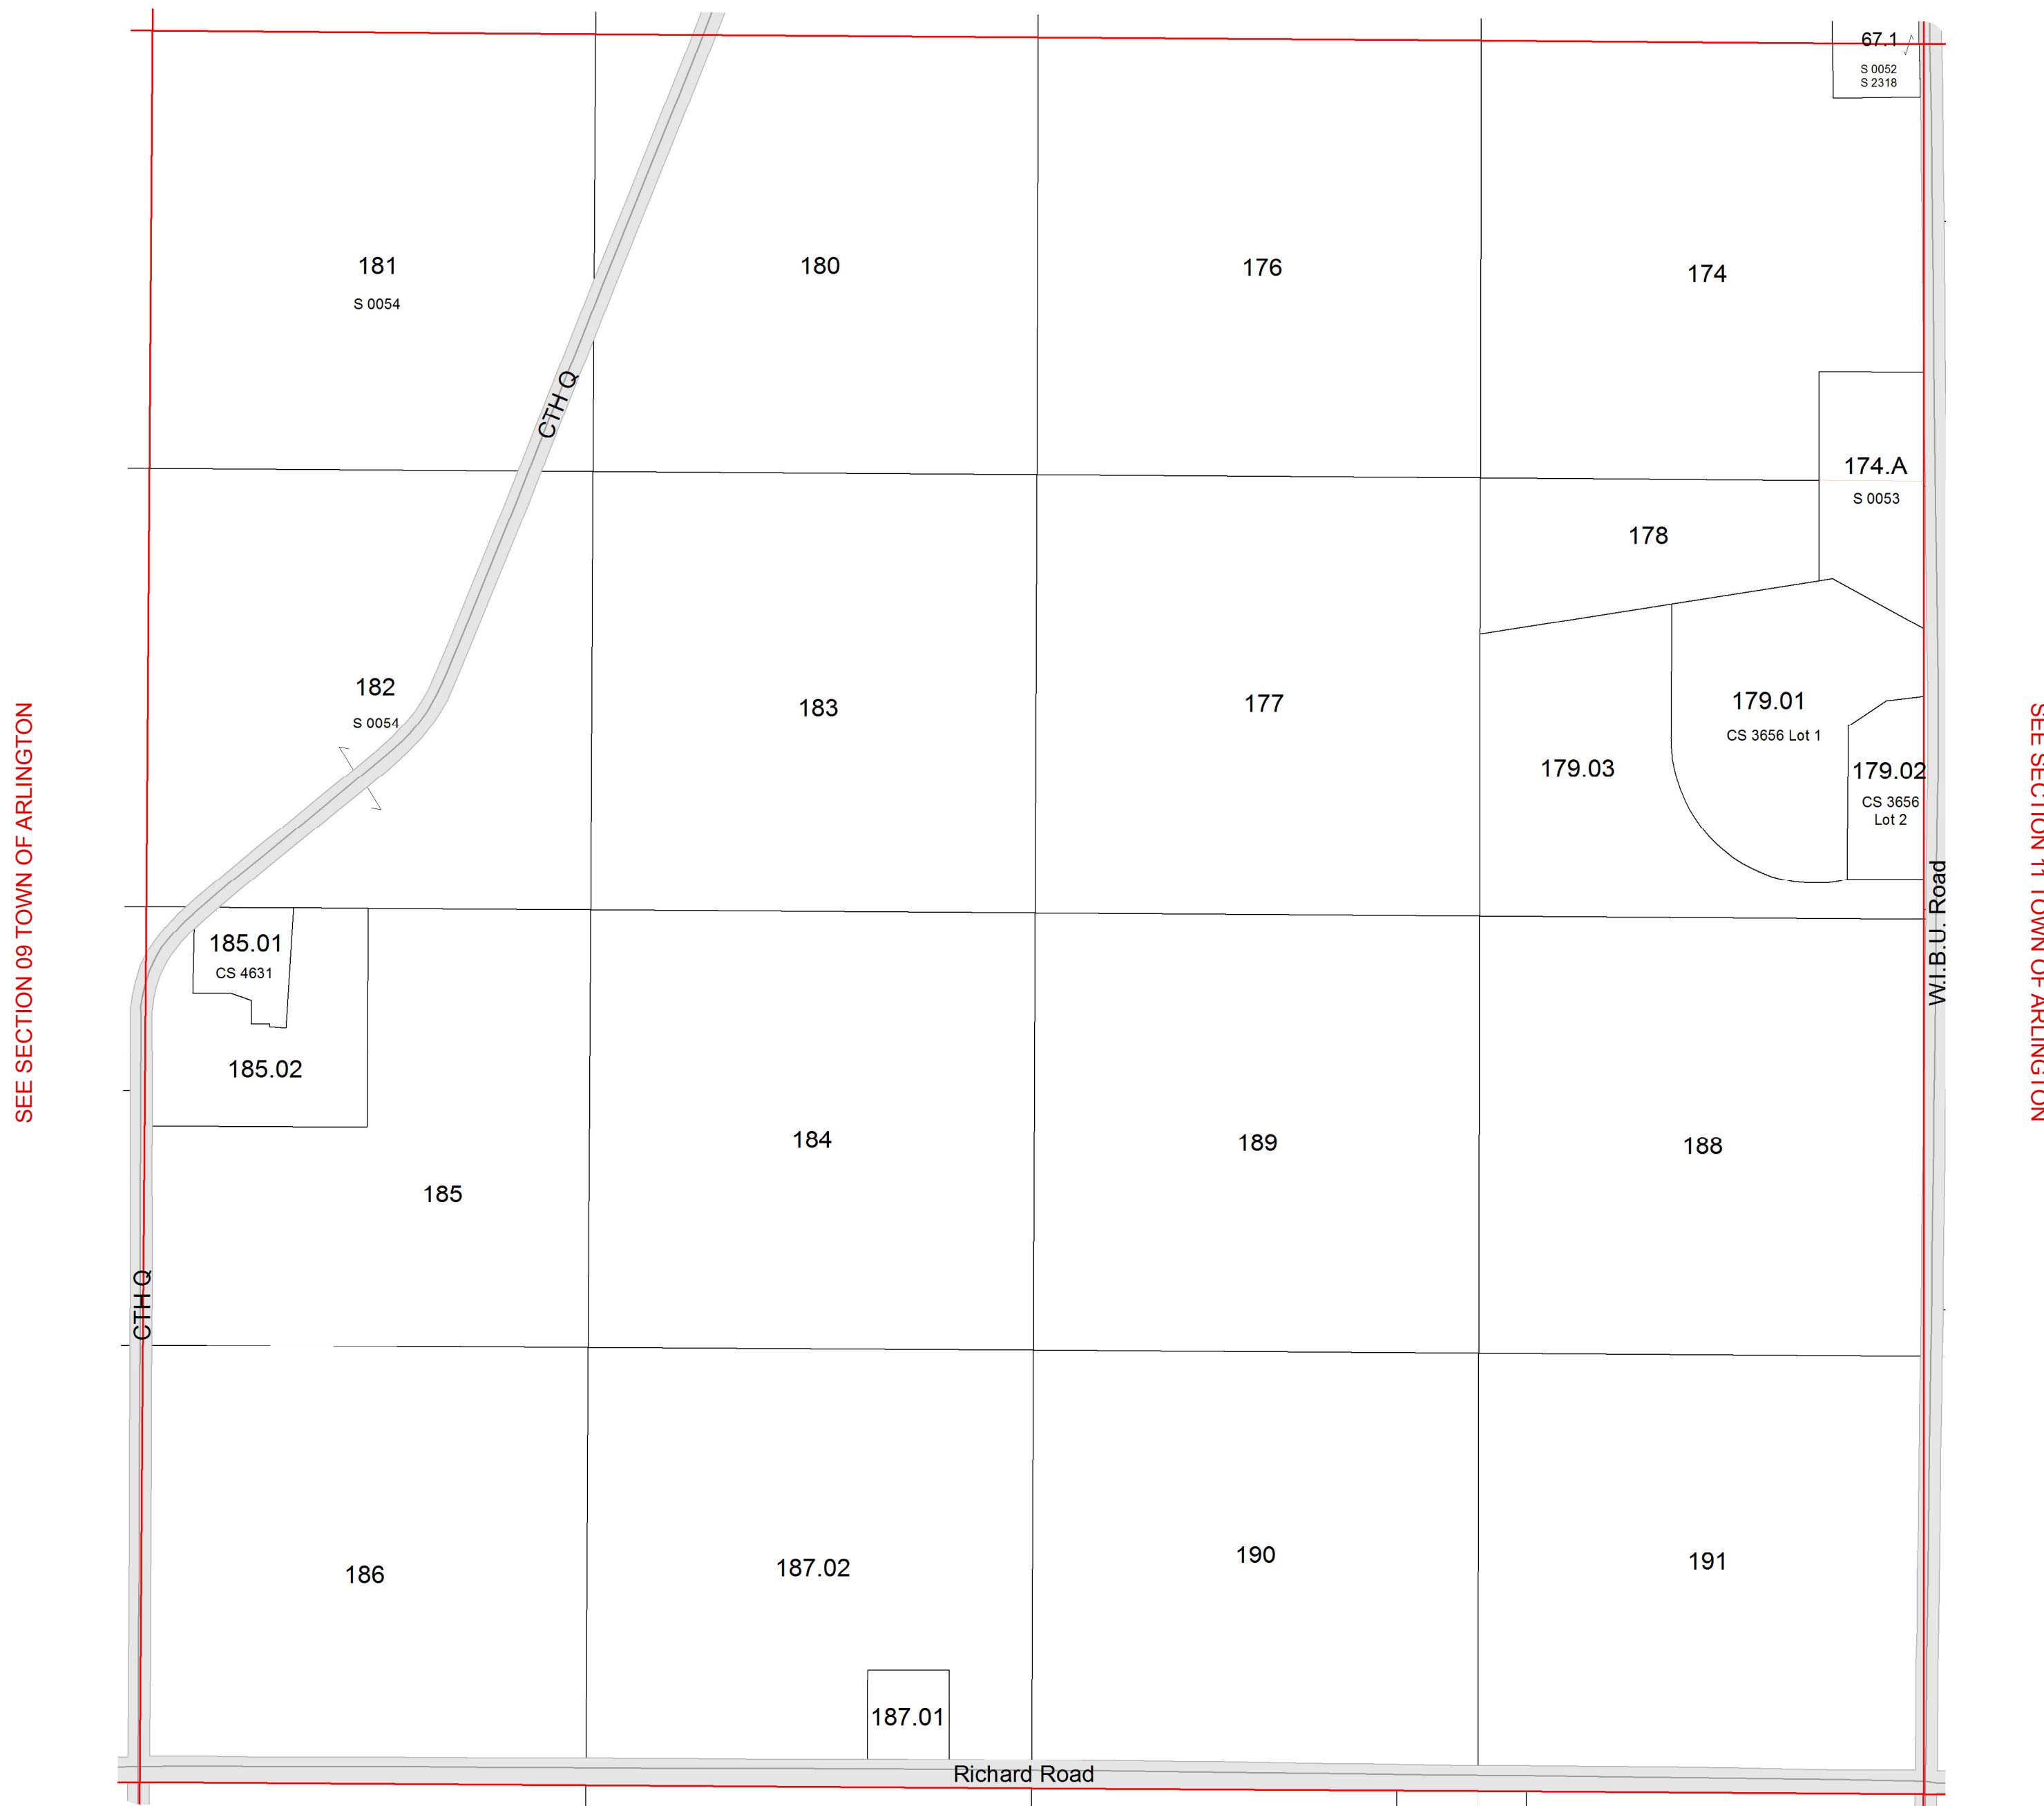 67.1
S 0052
S 2318
181
S 0054
180
176
174
CTH Q
174.A
S 0053
178
182
S 0054
183
177
179.01
CS 3656 Lot 1
179.03
179.02
CS 3656
Lot 2
SEE SECTION 09 TOWN OF ARLINGTON
SEE SECTION 11 TOWN OF ARLINGTON
W.I.B.U. Road
185.01
CS 4631
185.02
184
189
188
185
CTH Q
186
187.02
190
191
187.01
Richard Road